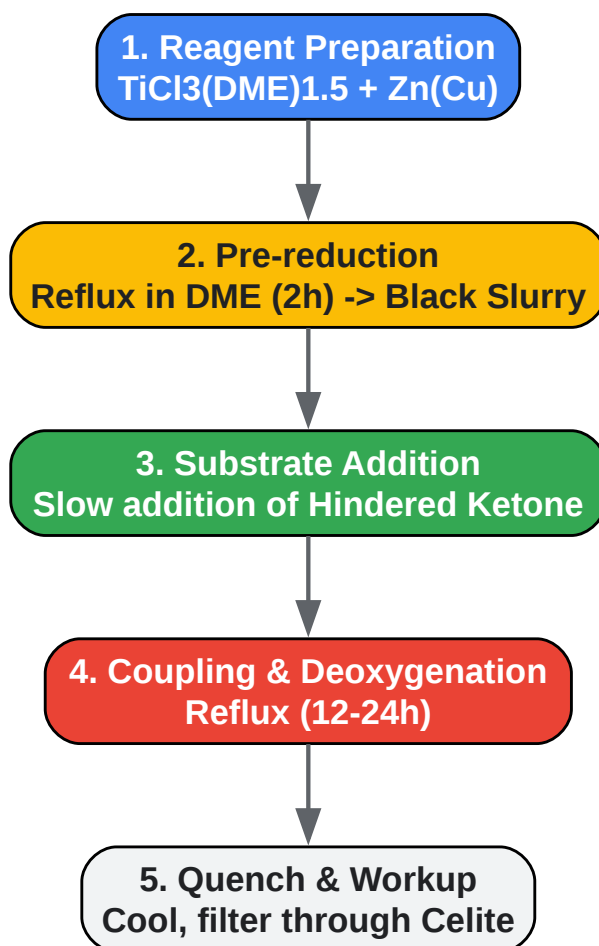 1. Reagent Preparation
TiCl3(DME)1.5 + Zn(Cu)
2. Pre-reduction
Reflux in DME (2h) -> Black Slurry
3. Substrate Addition
Slow addition of Hindered Ketone
4. Coupling & Deoxygenation
Reflux (12-24h)
5. Quench & Workup
Cool, filter through Celite